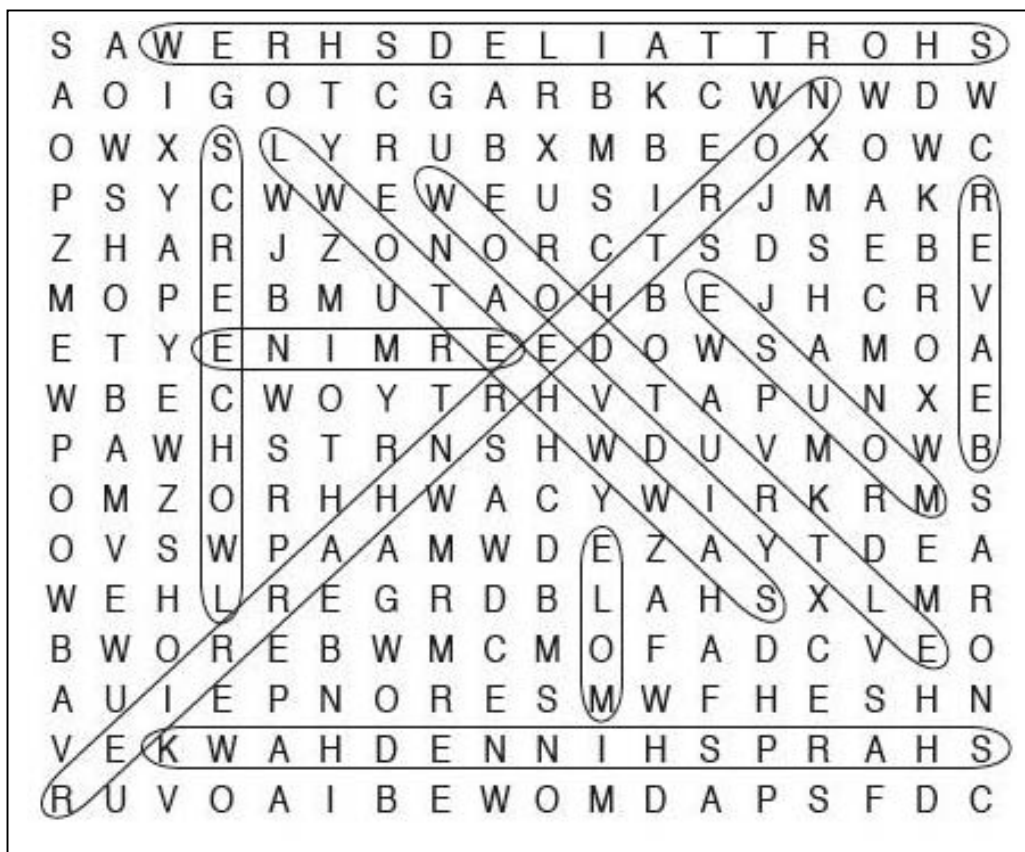 S A W E R H S D E L I A T T R O H S
A O I G O T C G A R B K C W N W D W
O W X S L Y R U B X M B E O X O W C
P S Y C W W E W E U S I R J M A K R
Z H A R J Z O N O R C T S D S E B E
M O P E B M U T A O H B E J H C R V
E T Y E N I M R E E D O W S A M O A
W B E C W O Y T R H V T A P U N X E
P A W H S T R N S H W D U V M O W B
O M Z O R H H W A C Y W I R K R M S
O V S W P A A M W D E Z A Y T D E A
W E H L R E G R D B L A H S X L M R
B W O R E B W M C M O F A D C V E O
A U I E P N O R E S M W F H E S H N
V E K W A H D E N N I H S P R A H S
R U V O A I B E W O M D A P S F D C